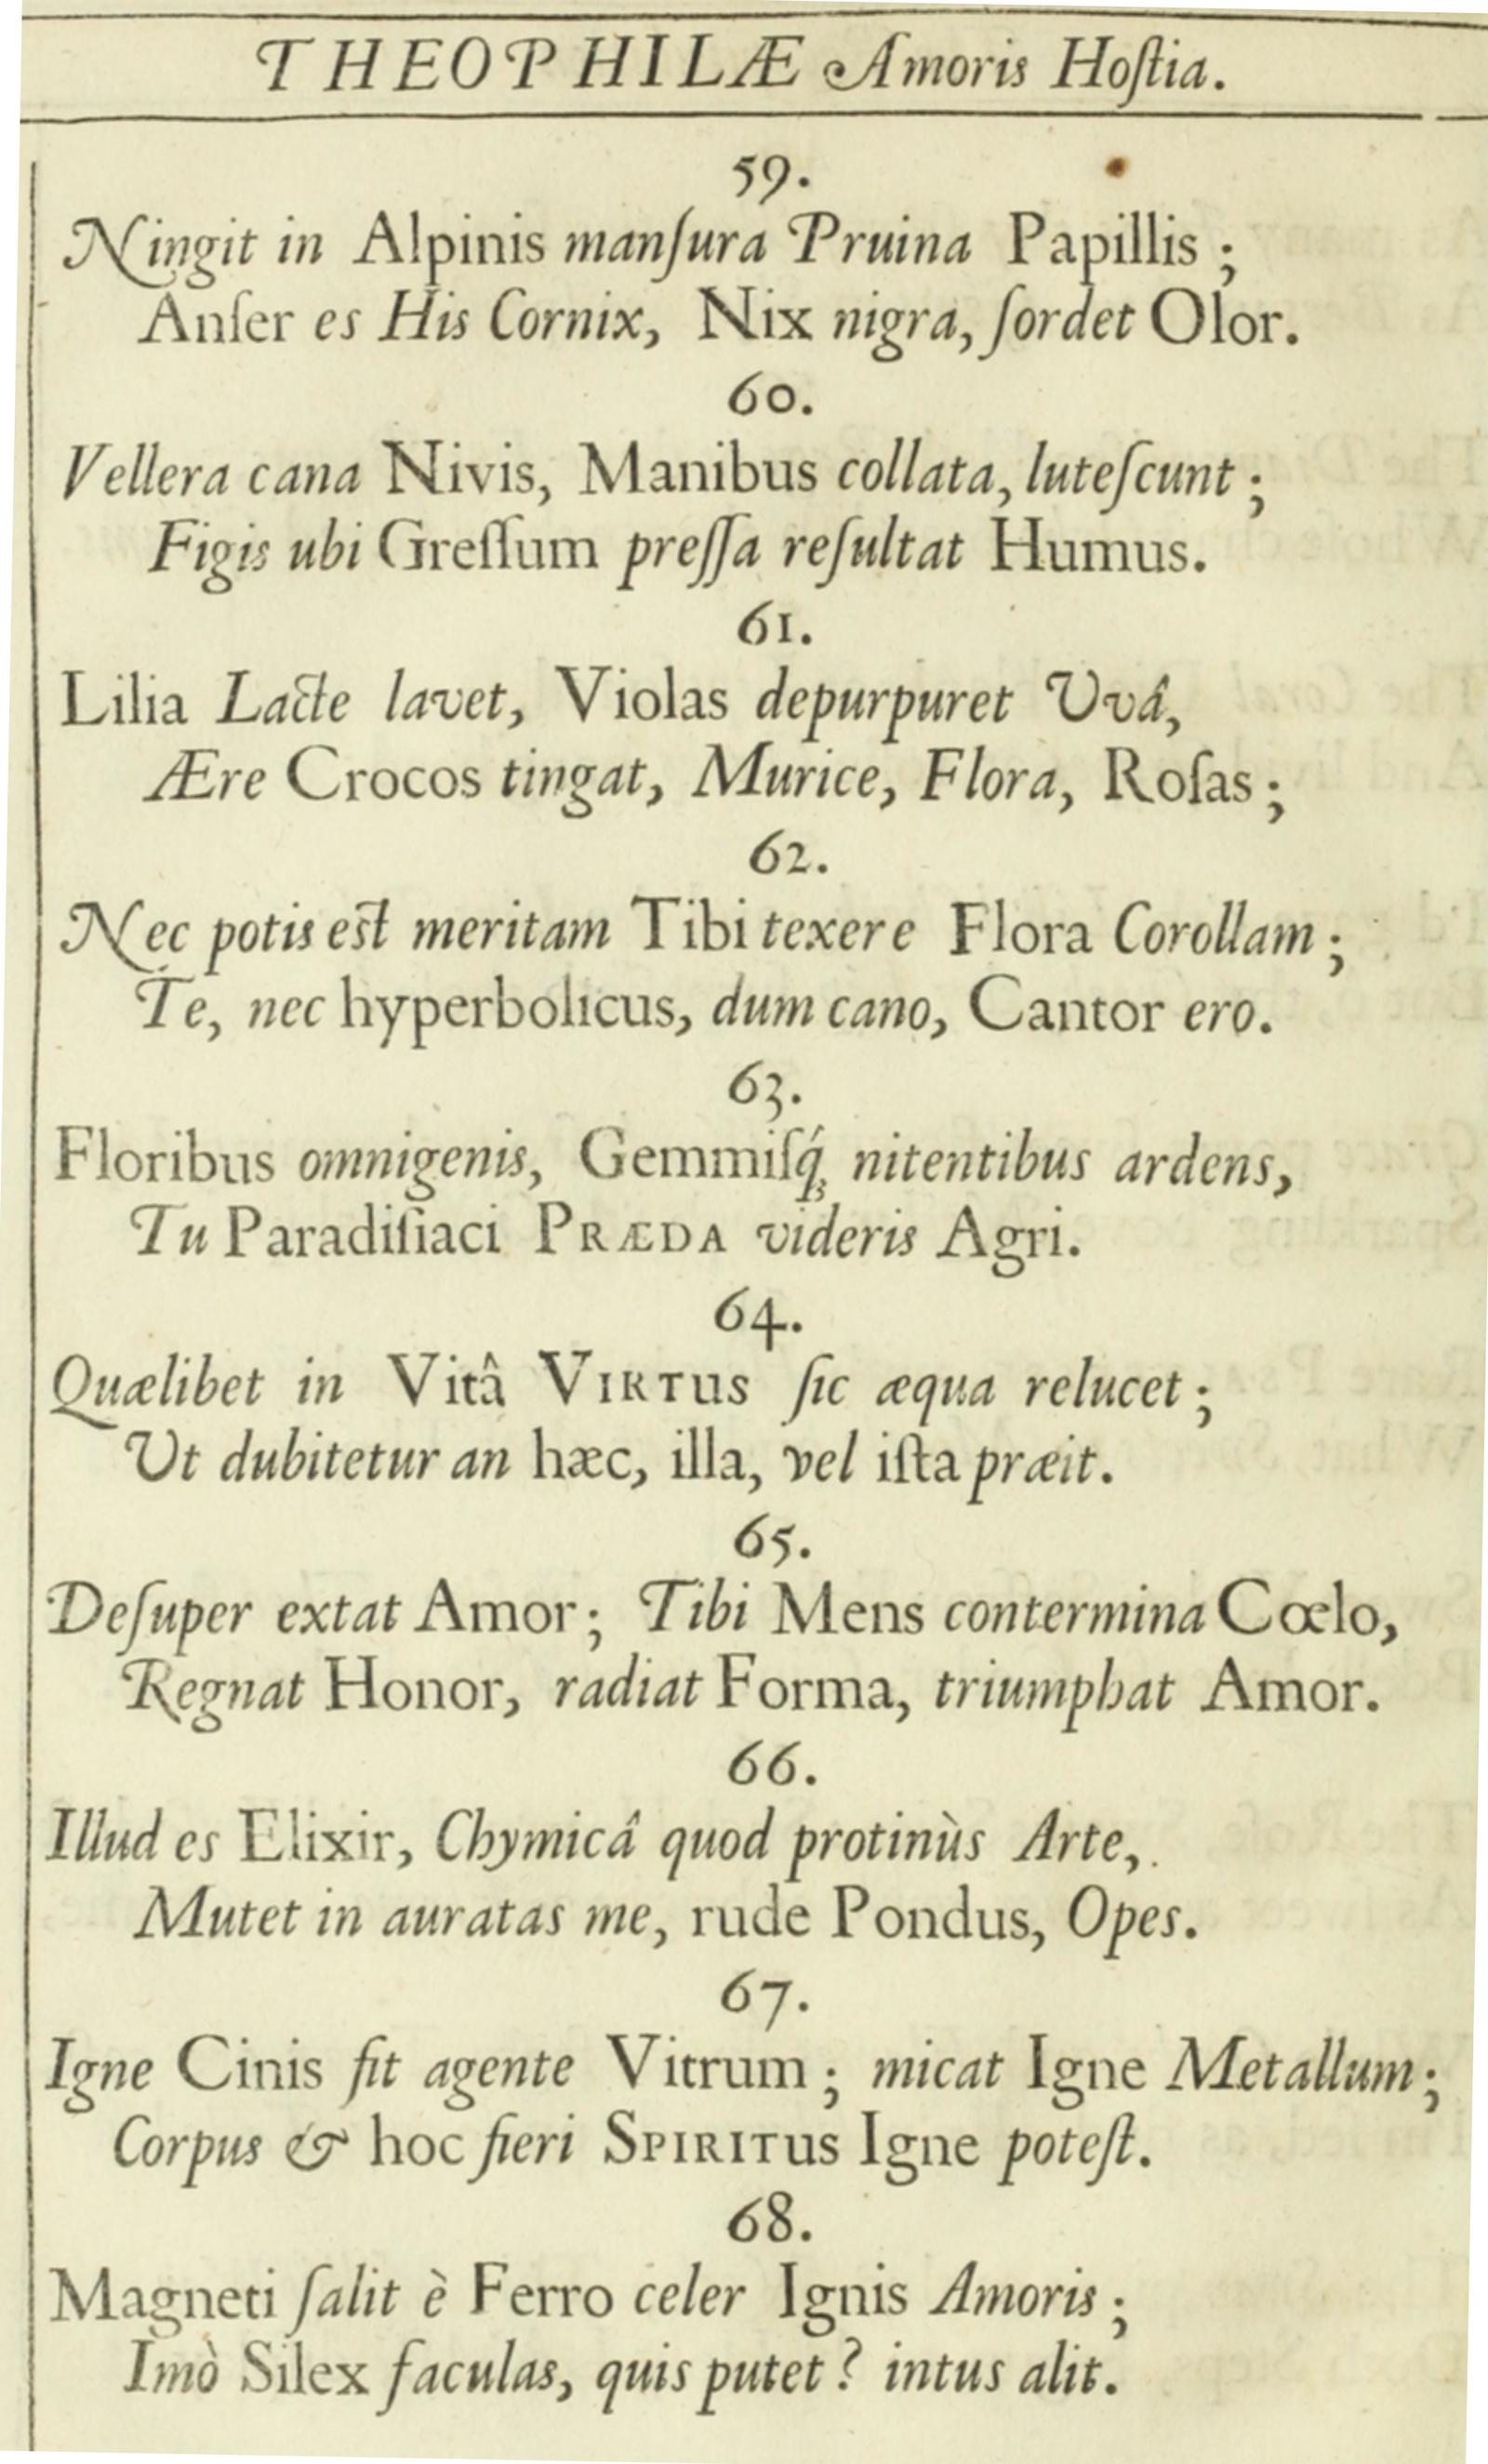 THEOPHILÆ Amoris Hoſtia.
59.
Ningit in Alpinis manſura Pruina Papillis ;
Anſer es His Cornix, Nix nigra, ſordet Olor.
60.
Vellera cana Nivis, Manibus collata, luteſcunt ;
Figis ubi Greſſum preſſa reſultat Humus.
61.
Lilia Lacte lavet, Violas depurpuret Uvâ,
Ære Crocos tingat, Murice, Flora, Roſas ;
62.
Nec potis est meritam Tibi texere Flora Corollam ;
Te, nec hyperbolicus, dum cano, Cantor ero.
63.
Floribus omnigenis, Gemmiſq́; nitentibus ardens,
Tu Paradiſiaci PRÆDA videris Agri.
64.
Quælibet in Vitâ VIRTUS ſic æqua relucet ;
Ut dubitetur an hæc, illa, vel iſta præit.
65.
Deſuper extat Amor ; Tibi Mens contermina Cœlo,
Regnat Honor, radiat Forma, triumphat Amor.
66.
Illud es Elixir, Chymicâ quod protinùs Arte,
Mutet in auratas me, rude Pondus, Opes.
67.
Igne Cinis fit agente Vitrum ; micat Igne Metallum ;
Corpus & hoc fieri SPIRITUS Igne poteſt.
68.
Magneti ſalit è Ferro celer Ignis Amoris ;
Imò Silex faculas, quis putet ? intus alit.